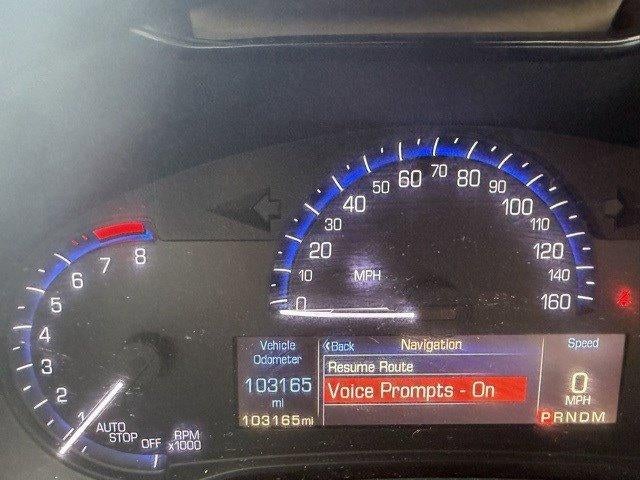 8
7
6
5
4
3
2
1
AUTO
STOP
OFF
RPM
x1000
0
10
20
30
40
50
60
70
80
90
100
110
120
140
160
MPH
Vehicle
Odometer
103165
mi
103165mi
Back
Navigation
Resume Route
Voice Prompts - On
Speed
0
MPH
PRNDM